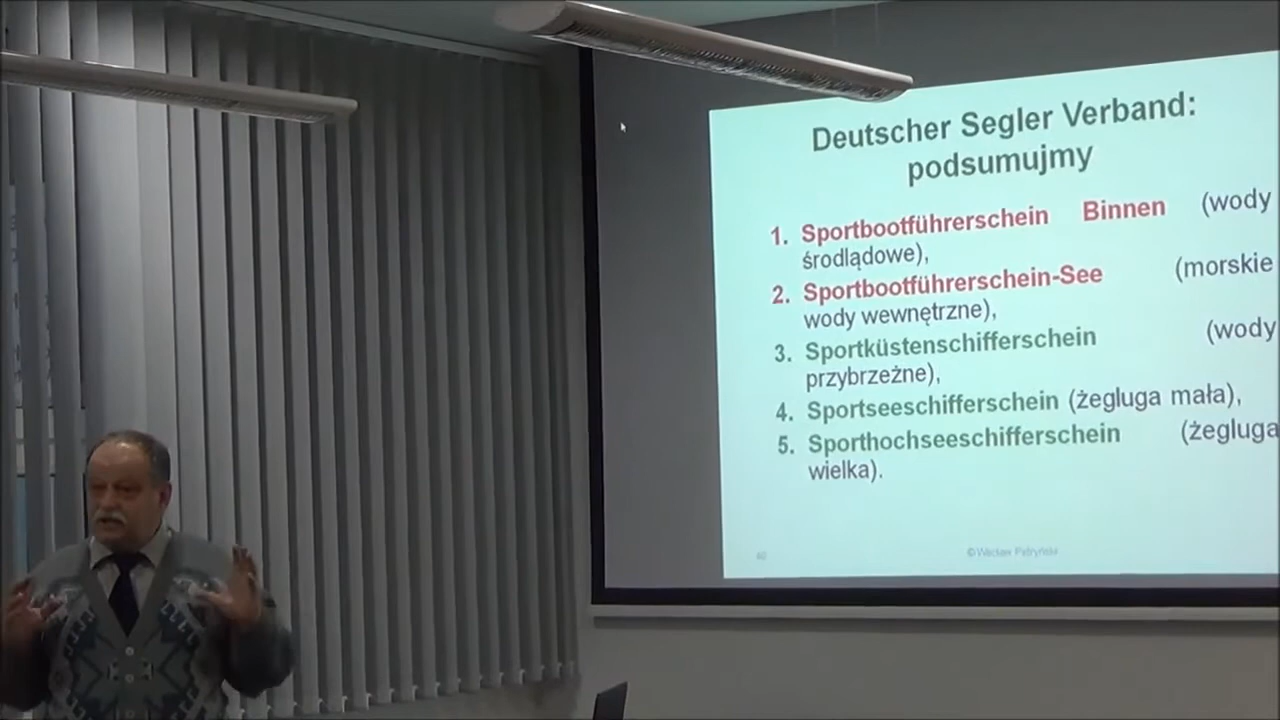 Deutscher Segler Verband:
podsumujmy
1. Sportbootführerschein Binnen (wody
środlądowe),
2. Sportbootführerschein-See (morskie
wody wewnętrzne),
3. Sportküstenschifferschein (wody
przybrzeżne),
4. Sportseeschifferschein (żegluga mała),
5. Sporthochseeschifferschein (żegluga
wielka).
©Wacław Petryński